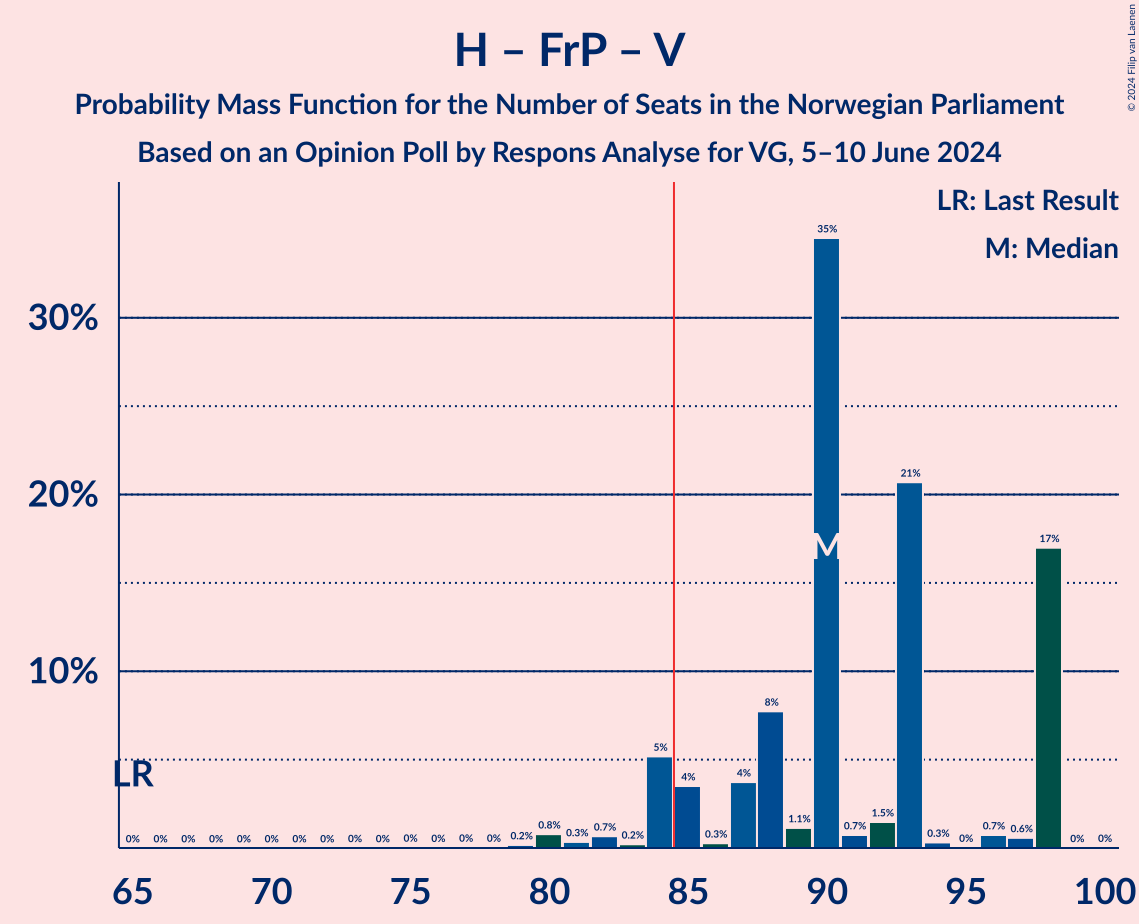 © 2024 Filip van Laenen
H – FrP – V
Probability Mass Function for the Number of Seats in the Norwegian Parliament
Based on an Opinion Poll by Respons Analyse for VG, 5–10 June 2024
LR: Last Result
M: Median
30%
20%
10%
LR
M
0% 0% 0% 0% 0% 0% 0% 0% 0% 0% 0% 0% 0% 0% 0.2% 0.8% 0.3% 0.7% 0.2% 5% 4% 0.3% 4% 8% 1.1% 35% 0.7% 1.5% 21% 0.3% 0% 0.7% 0.6% 17% 0% 0%
65 70 75 80 85 90 95 100